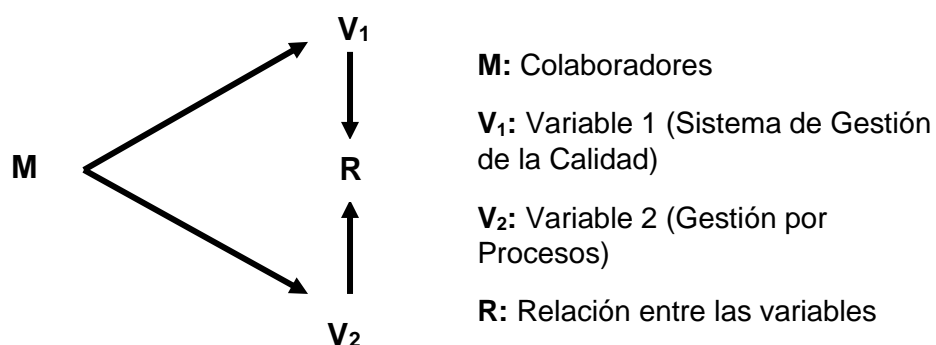 V₁
M
R
V₂
M: Colaboradores
V₁: Variable 1 (Sistema de Gestión
de la Calidad)
V₂: Variable 2 (Gestión por
Procesos)
R: Relación entre las variables